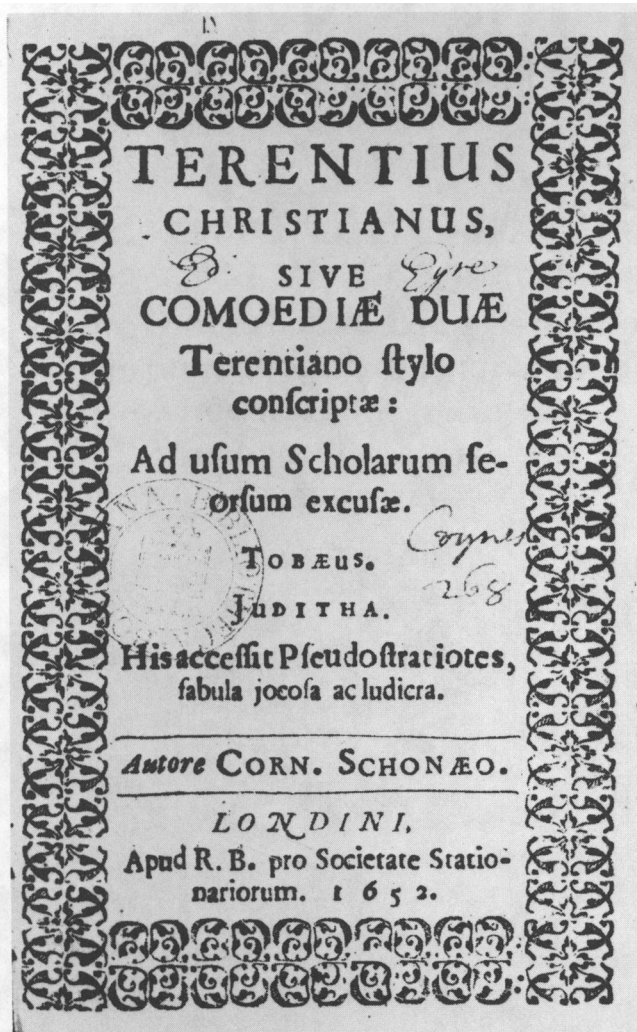 TERENTIUS
CHRISTIANUS,
Ed. Eyre
SIVE
COMOEDIÆ DUÆ
Terentiano ſtylo
conſcriptæ:
Ad uſum Scholarum ſe-
orſum excuſæ.
TOBÆUS.
JUDITHA.
268
His acceſſit Pſeudoſtratiotes,
fabula jocoſa ac ludicra.
Autore CORN. SCHONÆO.
LONDINI,
Apud R. B. pro Societate Statio-
nariorum. 1652.